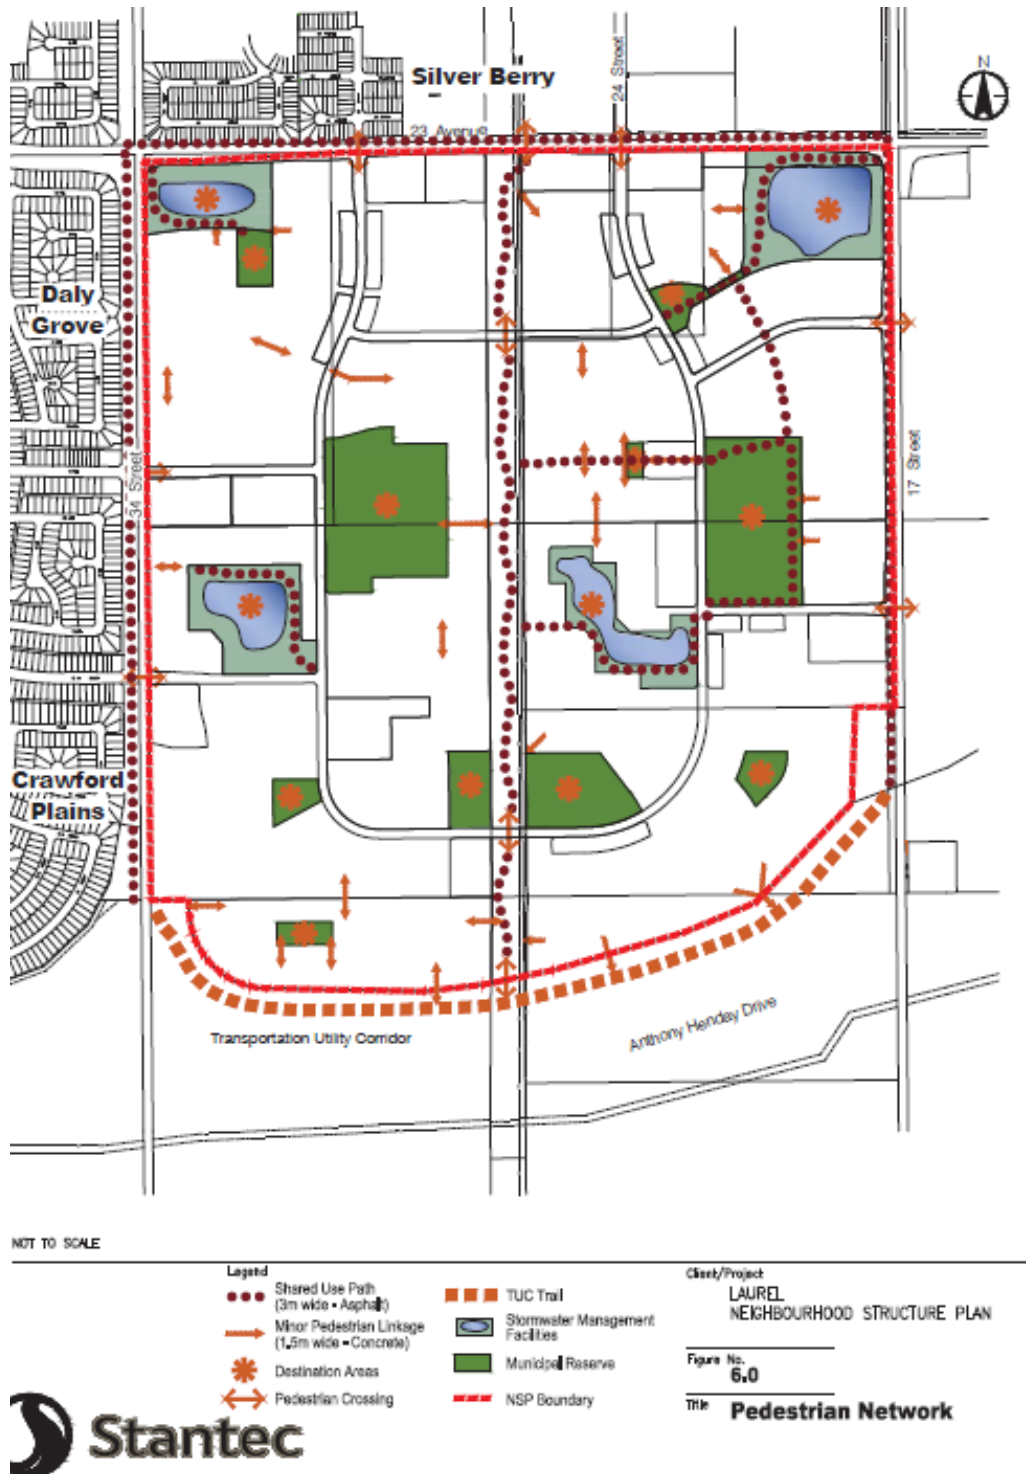 Silver Berry
24 Street
N
23 Avenue
Daly
Grove
34 Street
17 Street
Crawford
Plains
Transportation Utility Corridor
Anthony Henday Drive
NOT TO SCALE
Legend
Shared Use Path
(3m wide - Asphalt)
Minor Pedestrian Linkage
(1.5m wide - Concrete)
Destination Areas
Pedestrian Crossing
TUC Trail
Stormwater Management
Facilities
Municipal Reserve
NSP Boundary
Client/Project
LAUREL
NEIGHBOURHOOD STRUCTURE PLAN
Figure No.
6.0
Title
Pedestrian Network
Stantec